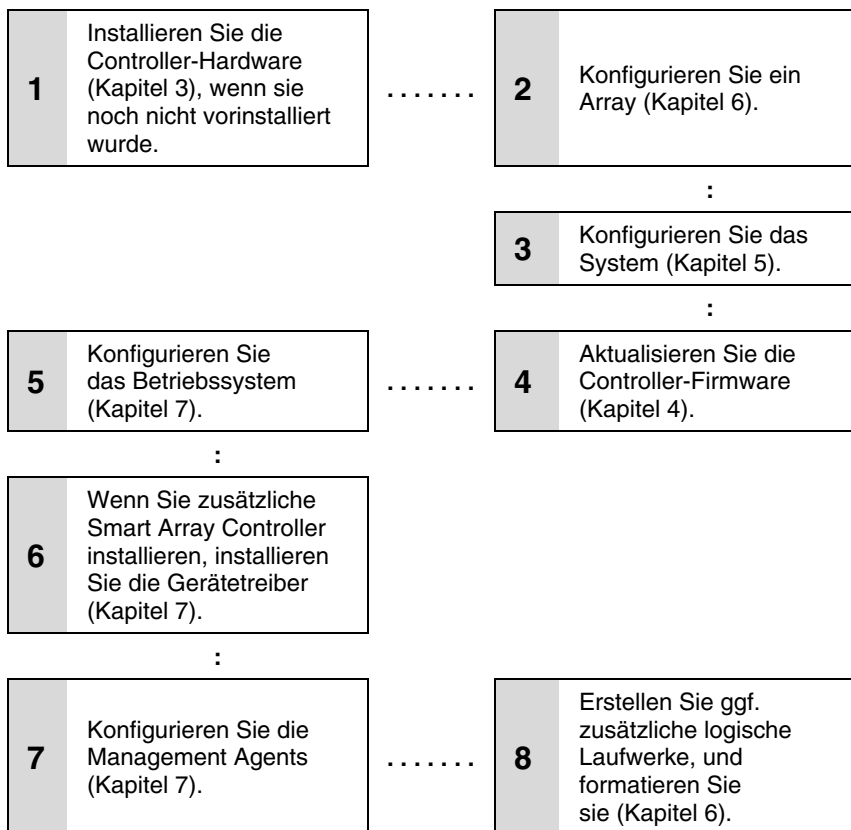 1
Installieren Sie die
Controller-Hardware
(Kapitel 3), wenn sie
noch nicht vorinstalliert
wurde.
.......
2
Konfigurieren Sie ein
Array (Kapitel 6).
:
3
Konfigurieren Sie das
System (Kapitel 5).
:
4
Aktualisieren Sie die
Controller-Firmware
(Kapitel 4).
.......
5
Konfigurieren Sie
das Betriebssystem
(Kapitel 7).
:
6
Wenn Sie zusätzliche
Smart Array Controller
installieren, installieren
Sie die Gerätetreiber
(Kapitel 7).
:
7
Konfigurieren Sie die
Management Agents
(Kapitel 7).
.......
8
Erstellen Sie ggf.
zusätzliche logische
Laufwerke, und
formatieren Sie
sie (Kapitel 6).